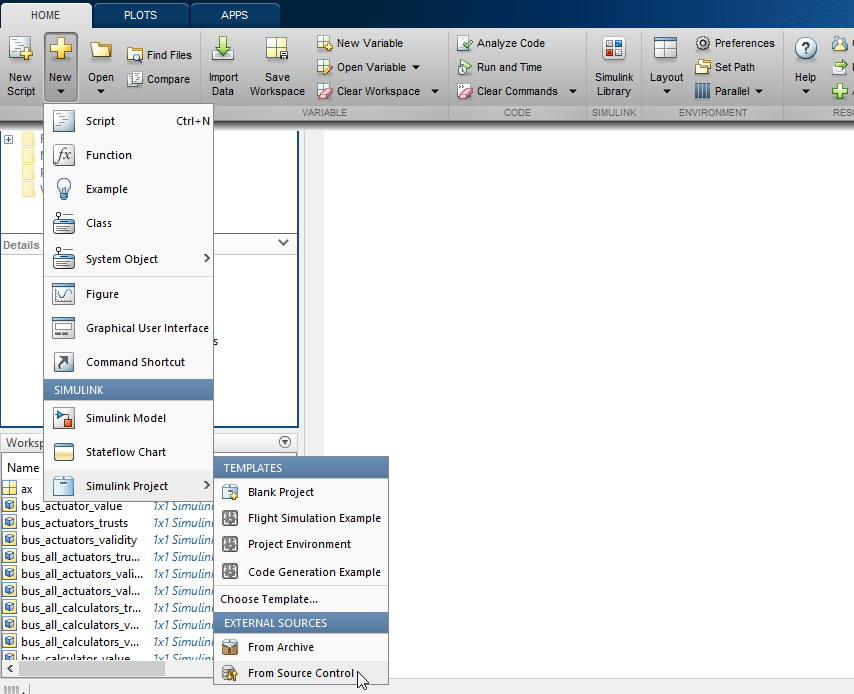 HOME PLOTS APPS
New Script
New
Open
Find Files
Compare
Import Data
Save Workspace
New Variable
Open Variable
Clear Workspace
VARIABLE
Analyze Code
Run and Time
Clear Commands
CODE
Simulink Library
SIMULINK
Layout
Preferences
Set Path
Parallel
ENVIRONMENT
Help
Script Ctrl+N
Function
Example
Class
System Object
Figure
Graphical User Interface
Command Shortcut
SIMULINK
Simulink Model
Stateflow Chart
Simulink Project
Details
Name
ax
bus_actuator_value 1x1 Simulin
bus_actuators_trusts 1x1 Simulin
bus_actuators_validity 1x1 Simulin
bus_all_actuators_tru... 1x1 Simulin
bus_all_actuators_vali... 1x1 Simulin
bus_all_actuators_val... 1x1 Simulin
bus_all_calculators_tr... 1x1 Simulin
bus_all_calculators_v... 1x1 Simulin
bus_all_calculators_v... 1x1 Simulin
bus_calculator_value 1x1 Simulin
TEMPLATES
Blank Project
Flight Simulation Example
Project Environment
Code Generation Example
Choose Template...
EXTERNAL SOURCES
From Archive
From Source Control